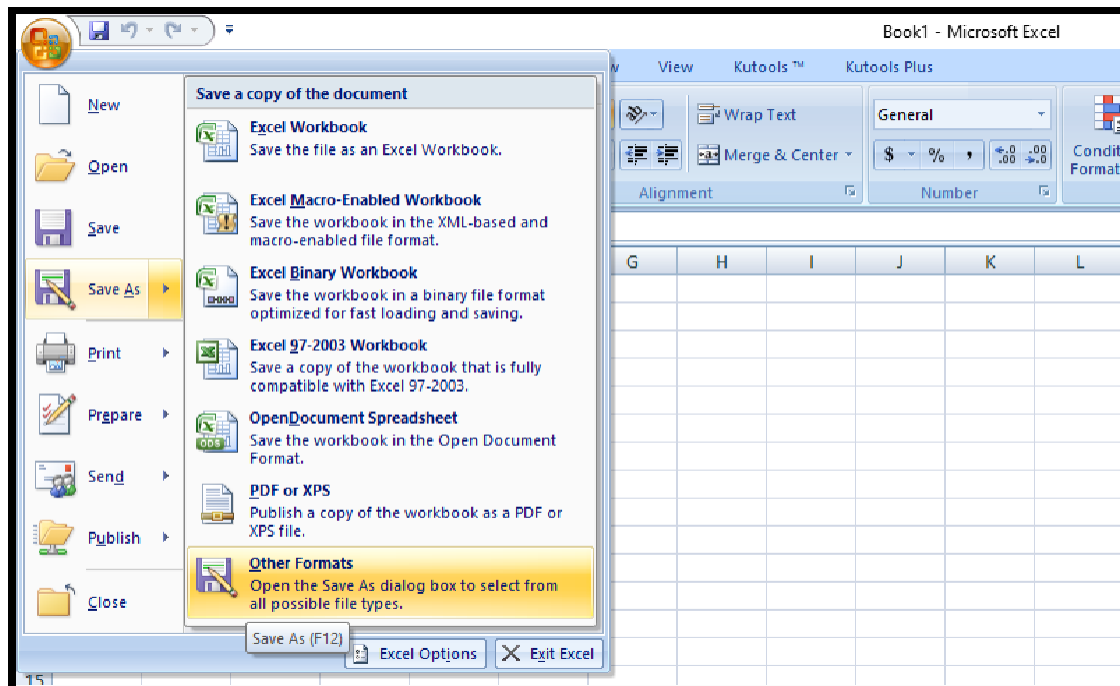 Book1 - Microsoft Excel
View Kutools ™ Kutools Plus
New
Open
Save
Save As
Print
Prepare
Send
Publish
Close
Save a copy of the document
Excel Workbook
Save the file as an Excel Workbook.
Excel Macro-Enabled Workbook
Save the workbook in the XML-based and
macro-enabled file format.
Excel Binary Workbook
Save the workbook in a binary file format
optimized for fast loading and saving.
Excel 97-2003 Workbook
Save a copy of the workbook that is fully
compatible with Excel 97-2003.
OpenDocument Spreadsheet
Save the workbook in the Open Document
Format.
PDF or XPS
Publish a copy of the workbook as a PDF or
XPS file.
Other Formats
Open the Save As dialog box to select from
all possible file types.
Save As (F12)
Excel Options Exit Excel
Wrap Text
Merge & Center
Alignment
General
$ % , .0 .00 .00 .0
Number
Condit
Format
G H I J K L
15